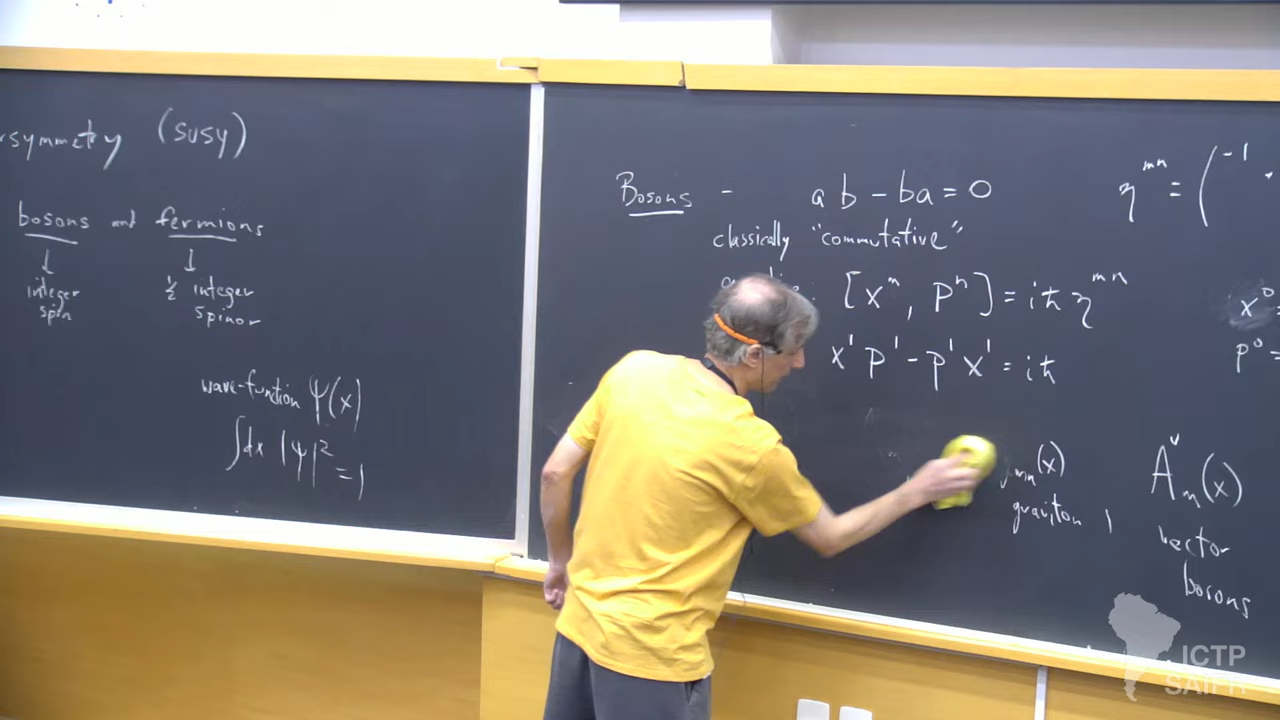 (susy)
bosons and fermions
↓ ↓
integer ½ integer
spin spinor
wave-function ψ(x)
∫dx |ψ|² = 1
Bosons - ab - ba = 0
classically "commutative"
[x^m, p^n] = iħ η^mn
x¹p¹ - p¹x¹ = iħ
η^mn = ( -1
x⁰
p⁰ =
mn(x)
graviton
A_m(x)
vector
bosons
ICTP
SAIFR